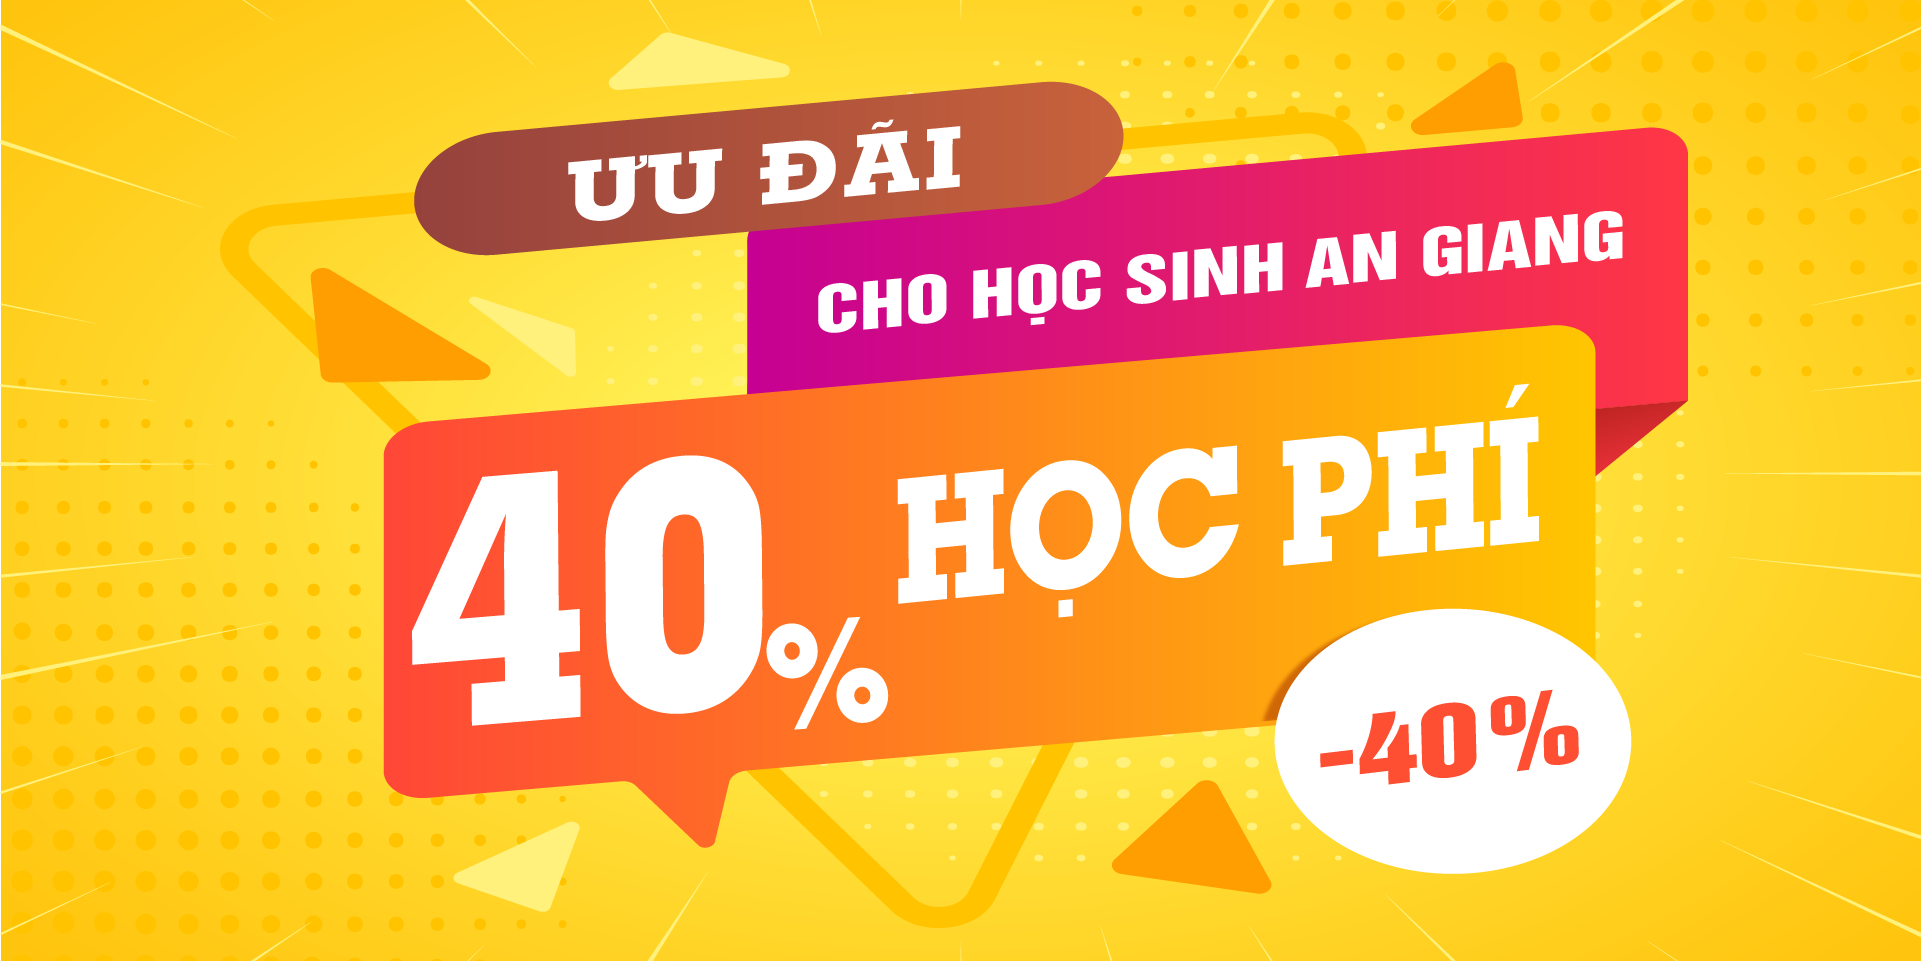 ƯU ĐÃI
CHO HỌC SINH AN GIANG
40% HỌC PHÍ
-40%